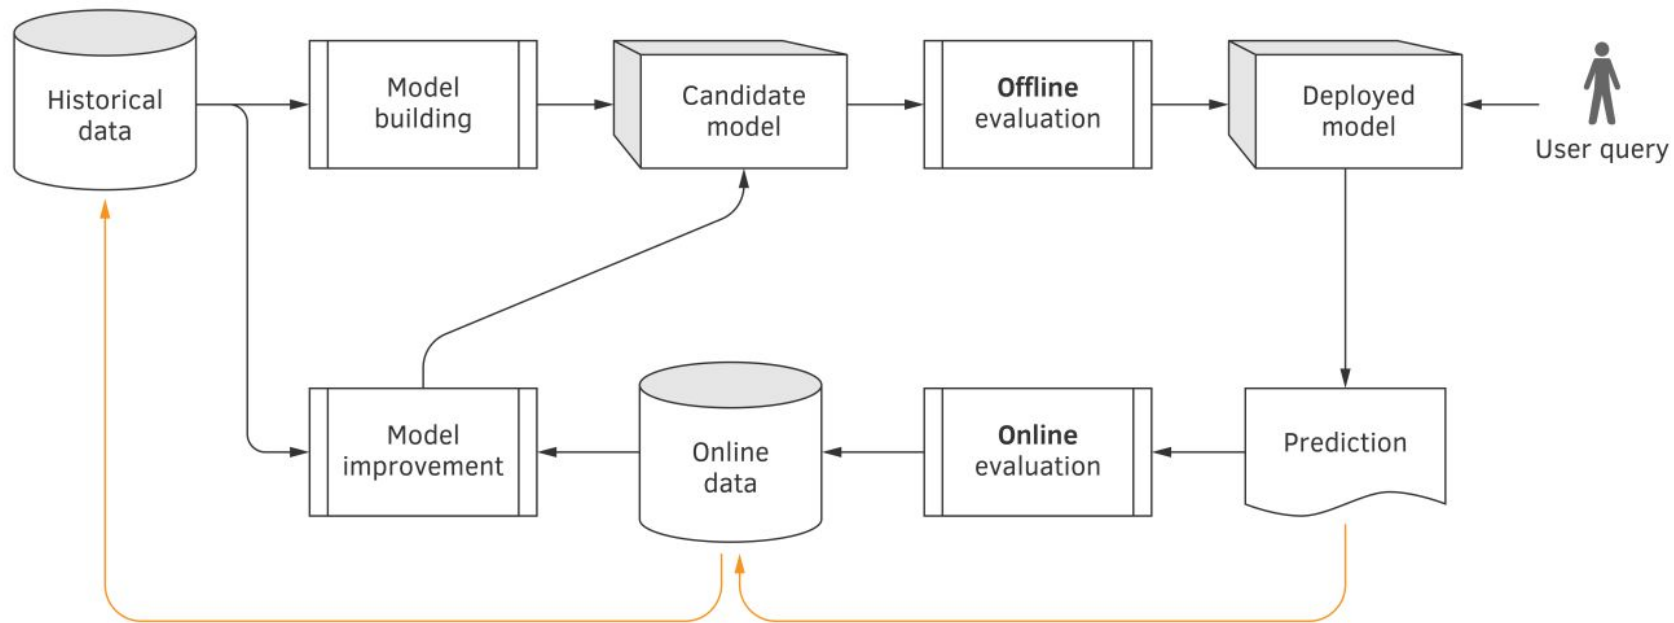 Historical
data
Model
building
Candidate
model
Offline
evaluation
Deployed
model
User query
Model
improvement
Online
data
Online
evaluation
Prediction